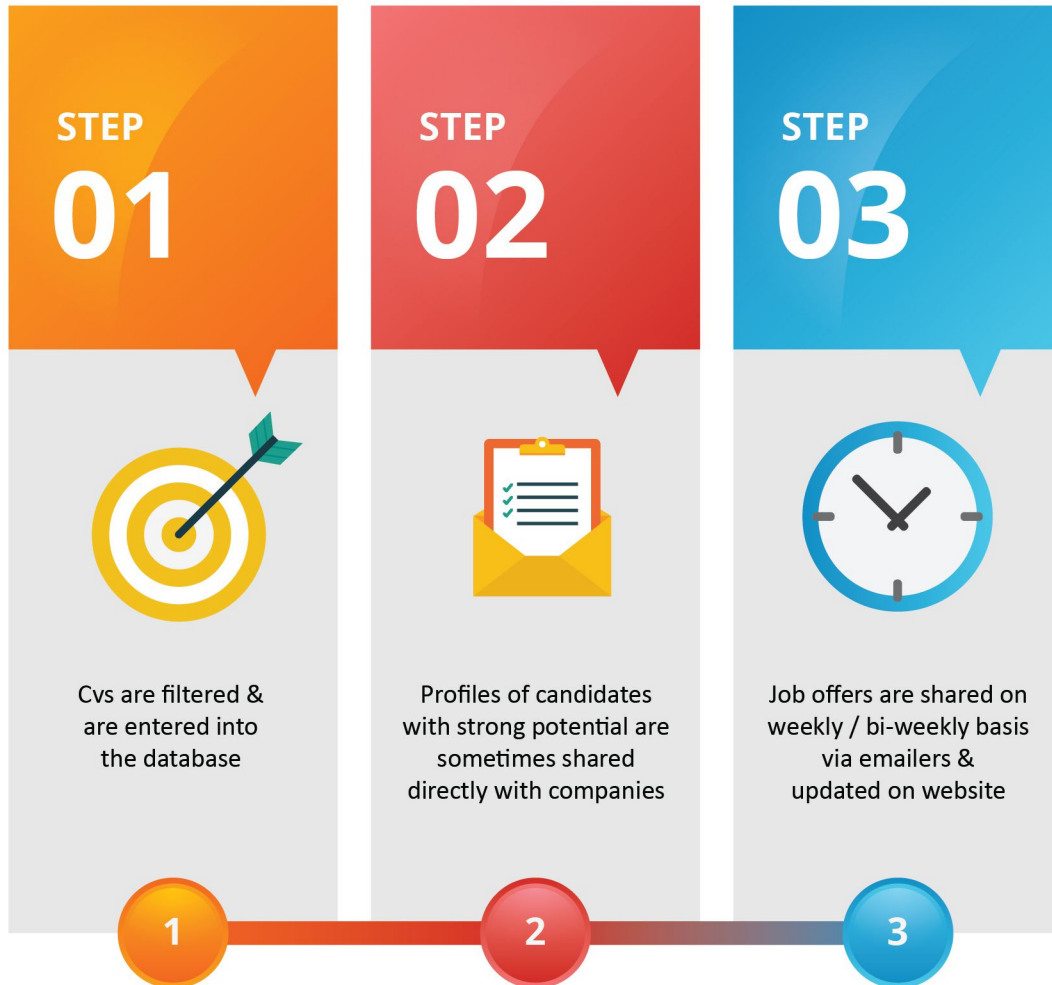 STEP
01
Cvs are filtered &
are entered into
the database
1
STEP
02
Profiles of candidates
with strong potential are
sometimes shared
directly with companies
2
STEP
03
Job offers are shared on
weekly / bi-weekly basis
via emailers &
updated on website
3